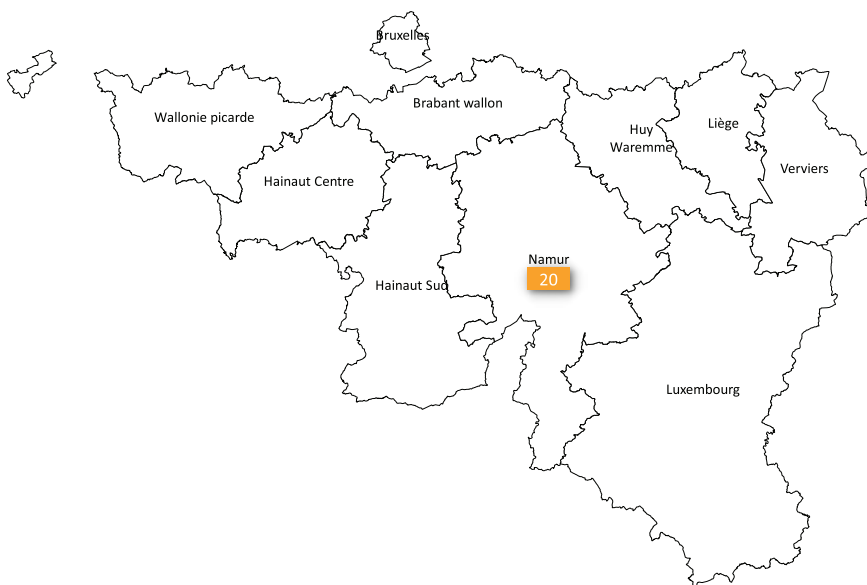 Bruxelles
Wallonie picarde
Brabant wallon
Huy
Waremme
Liège
Verviers
Hainaut Centre
Namur
20
Hainaut Sud
Luxembourg